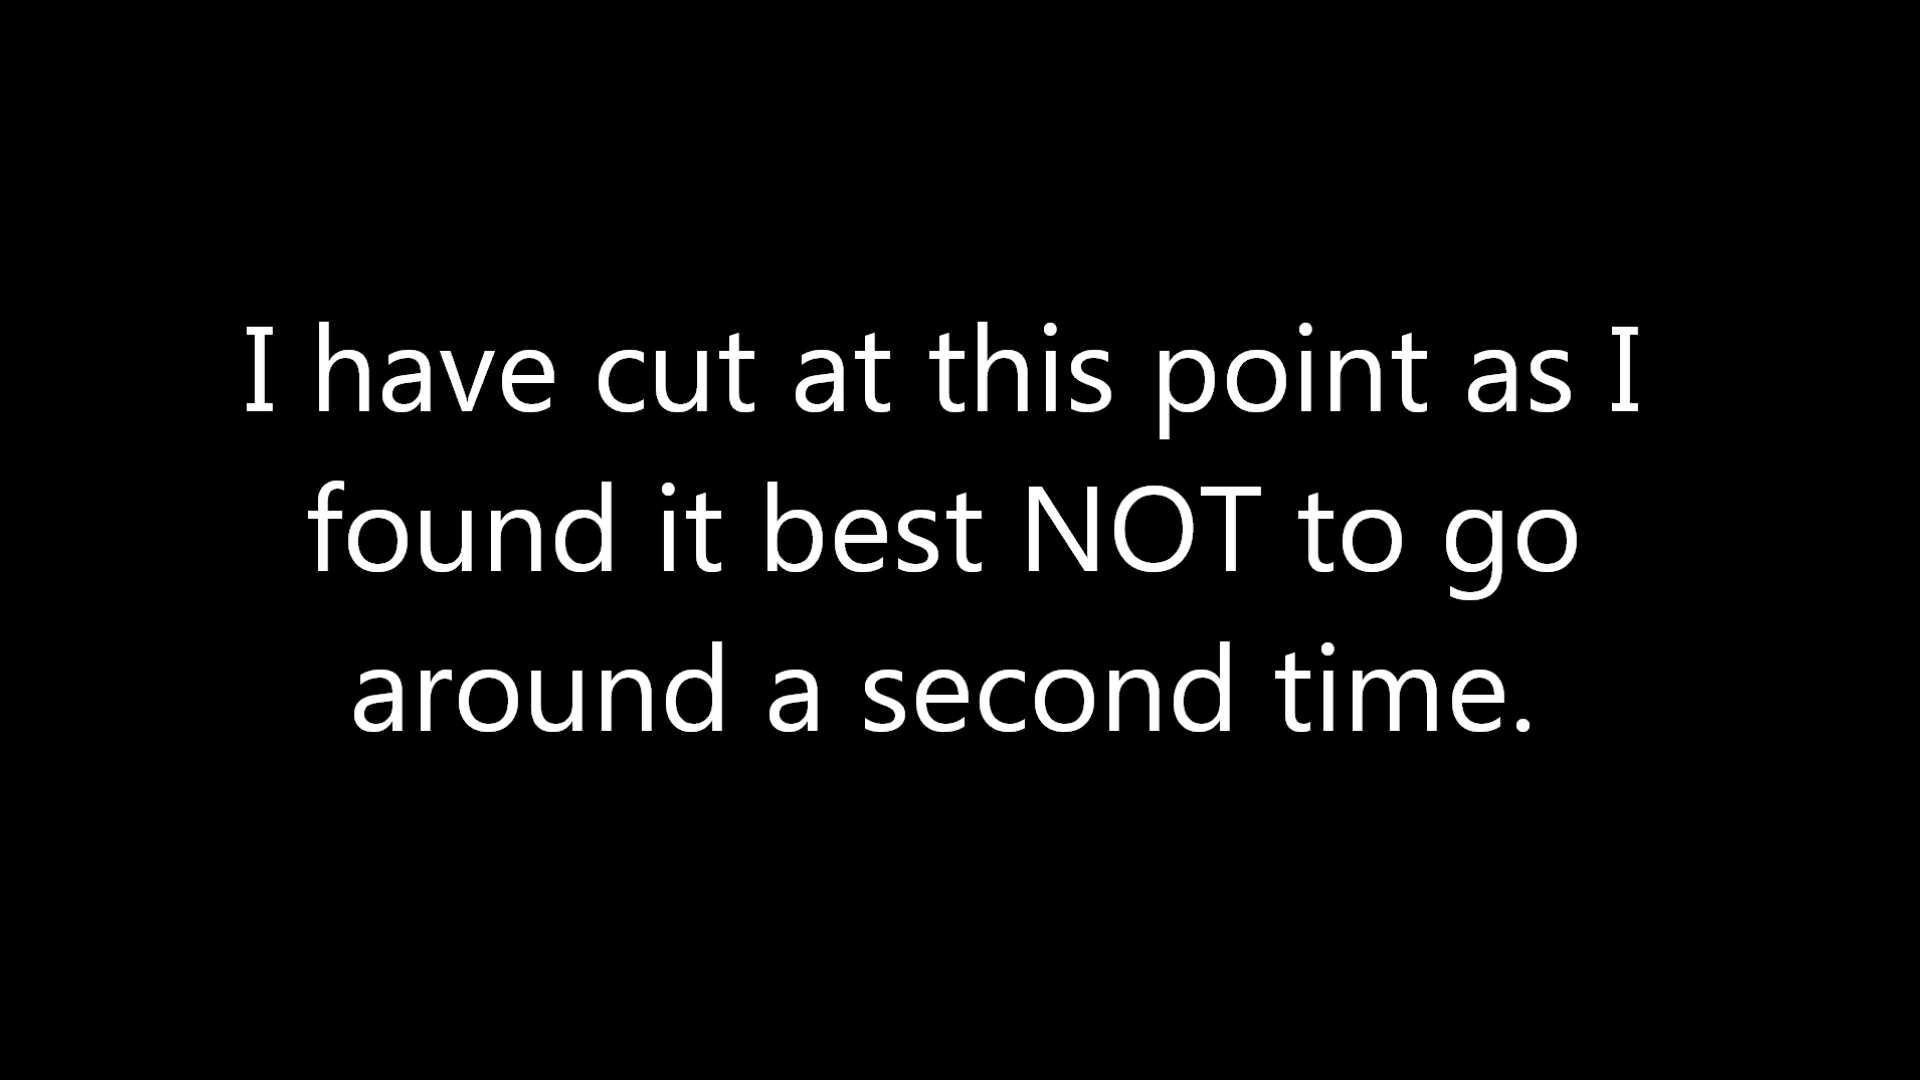 I have cut at this point as I
found it best NOT to go
around a second time.